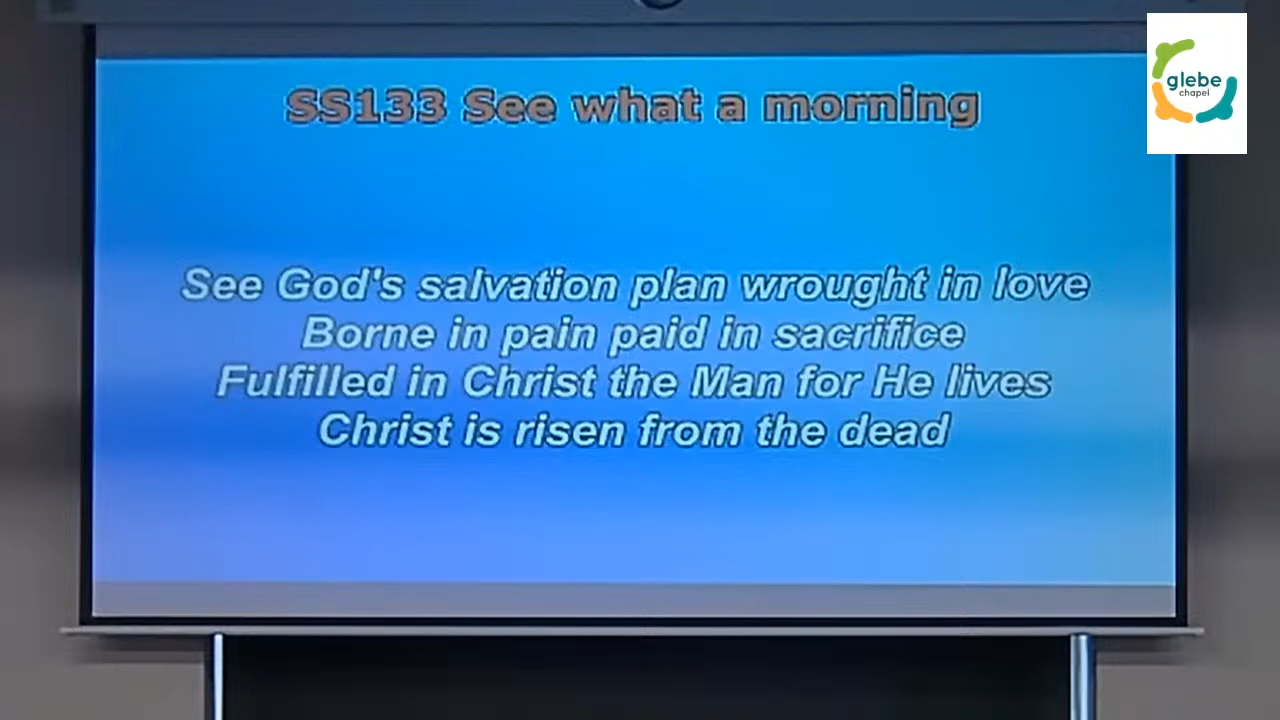 SS133 See what a morning
glebe
chapel
See God's salvation plan wrought in love
Borne in pain paid in sacrifice
Fulfilled in Christ the Man for He lives
Christ is risen from the dead